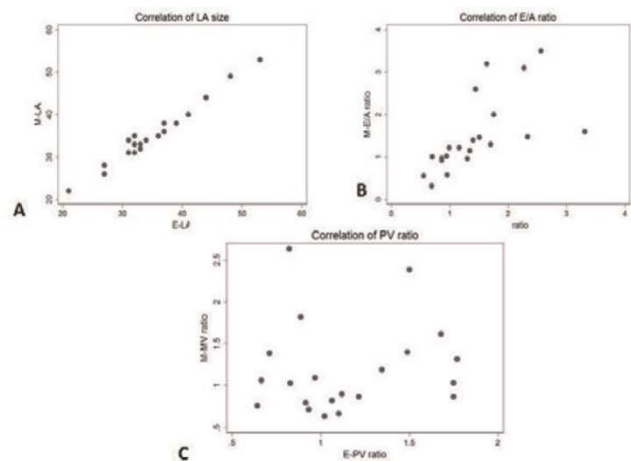 Correlation of LA size
60
50
40
30
20
M-LA
20 30 40 50 60
E-LA
A
Correlation of E/A ratio
4
3
2
1
0
M-E/A ratio
0 1 2 3 4
ratio
B
Correlation of PV ratio
2.5
2
1.5
1
.5
M-MV ratio
.5 1 1.5 2
E-PV ratio
C